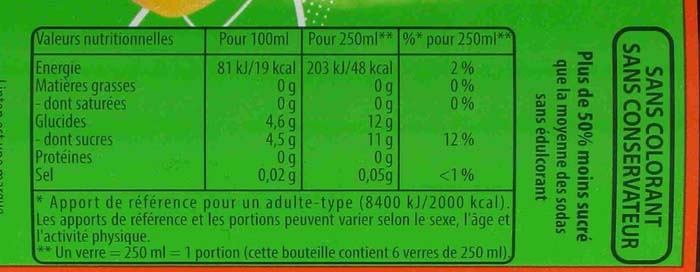 Valeurs nutritionnelles Pour 100ml Pour 250ml** %* pour 250ml**
Energie 81 kJ/19 kcal 203 kJ/48 kcal 2 %
Matières grasses 0 g 0 g 0 %
- dont saturées 0 g 0 g 0 %
Glucides 4,6 g 12 g
- dont sucres 4,5 g 11 g 12 %
Protéines 0 g 0 g
Sel 0,02 g 0,05g <1 %
* Apport de référence pour un adulte-type (8400 kJ/2000 kcal).
Les apports de référence et les portions peuvent varier selon le sexe, l'âge et
l'activité physique.
** Un verre = 250 ml = 1 portion (cette bouteille contient 6 verres de 250 ml).
SANS COLORANT
SANS CONSERVATEUR
Plus de 50% moins sucré
que la moyenne des sodas
sans édulcorant